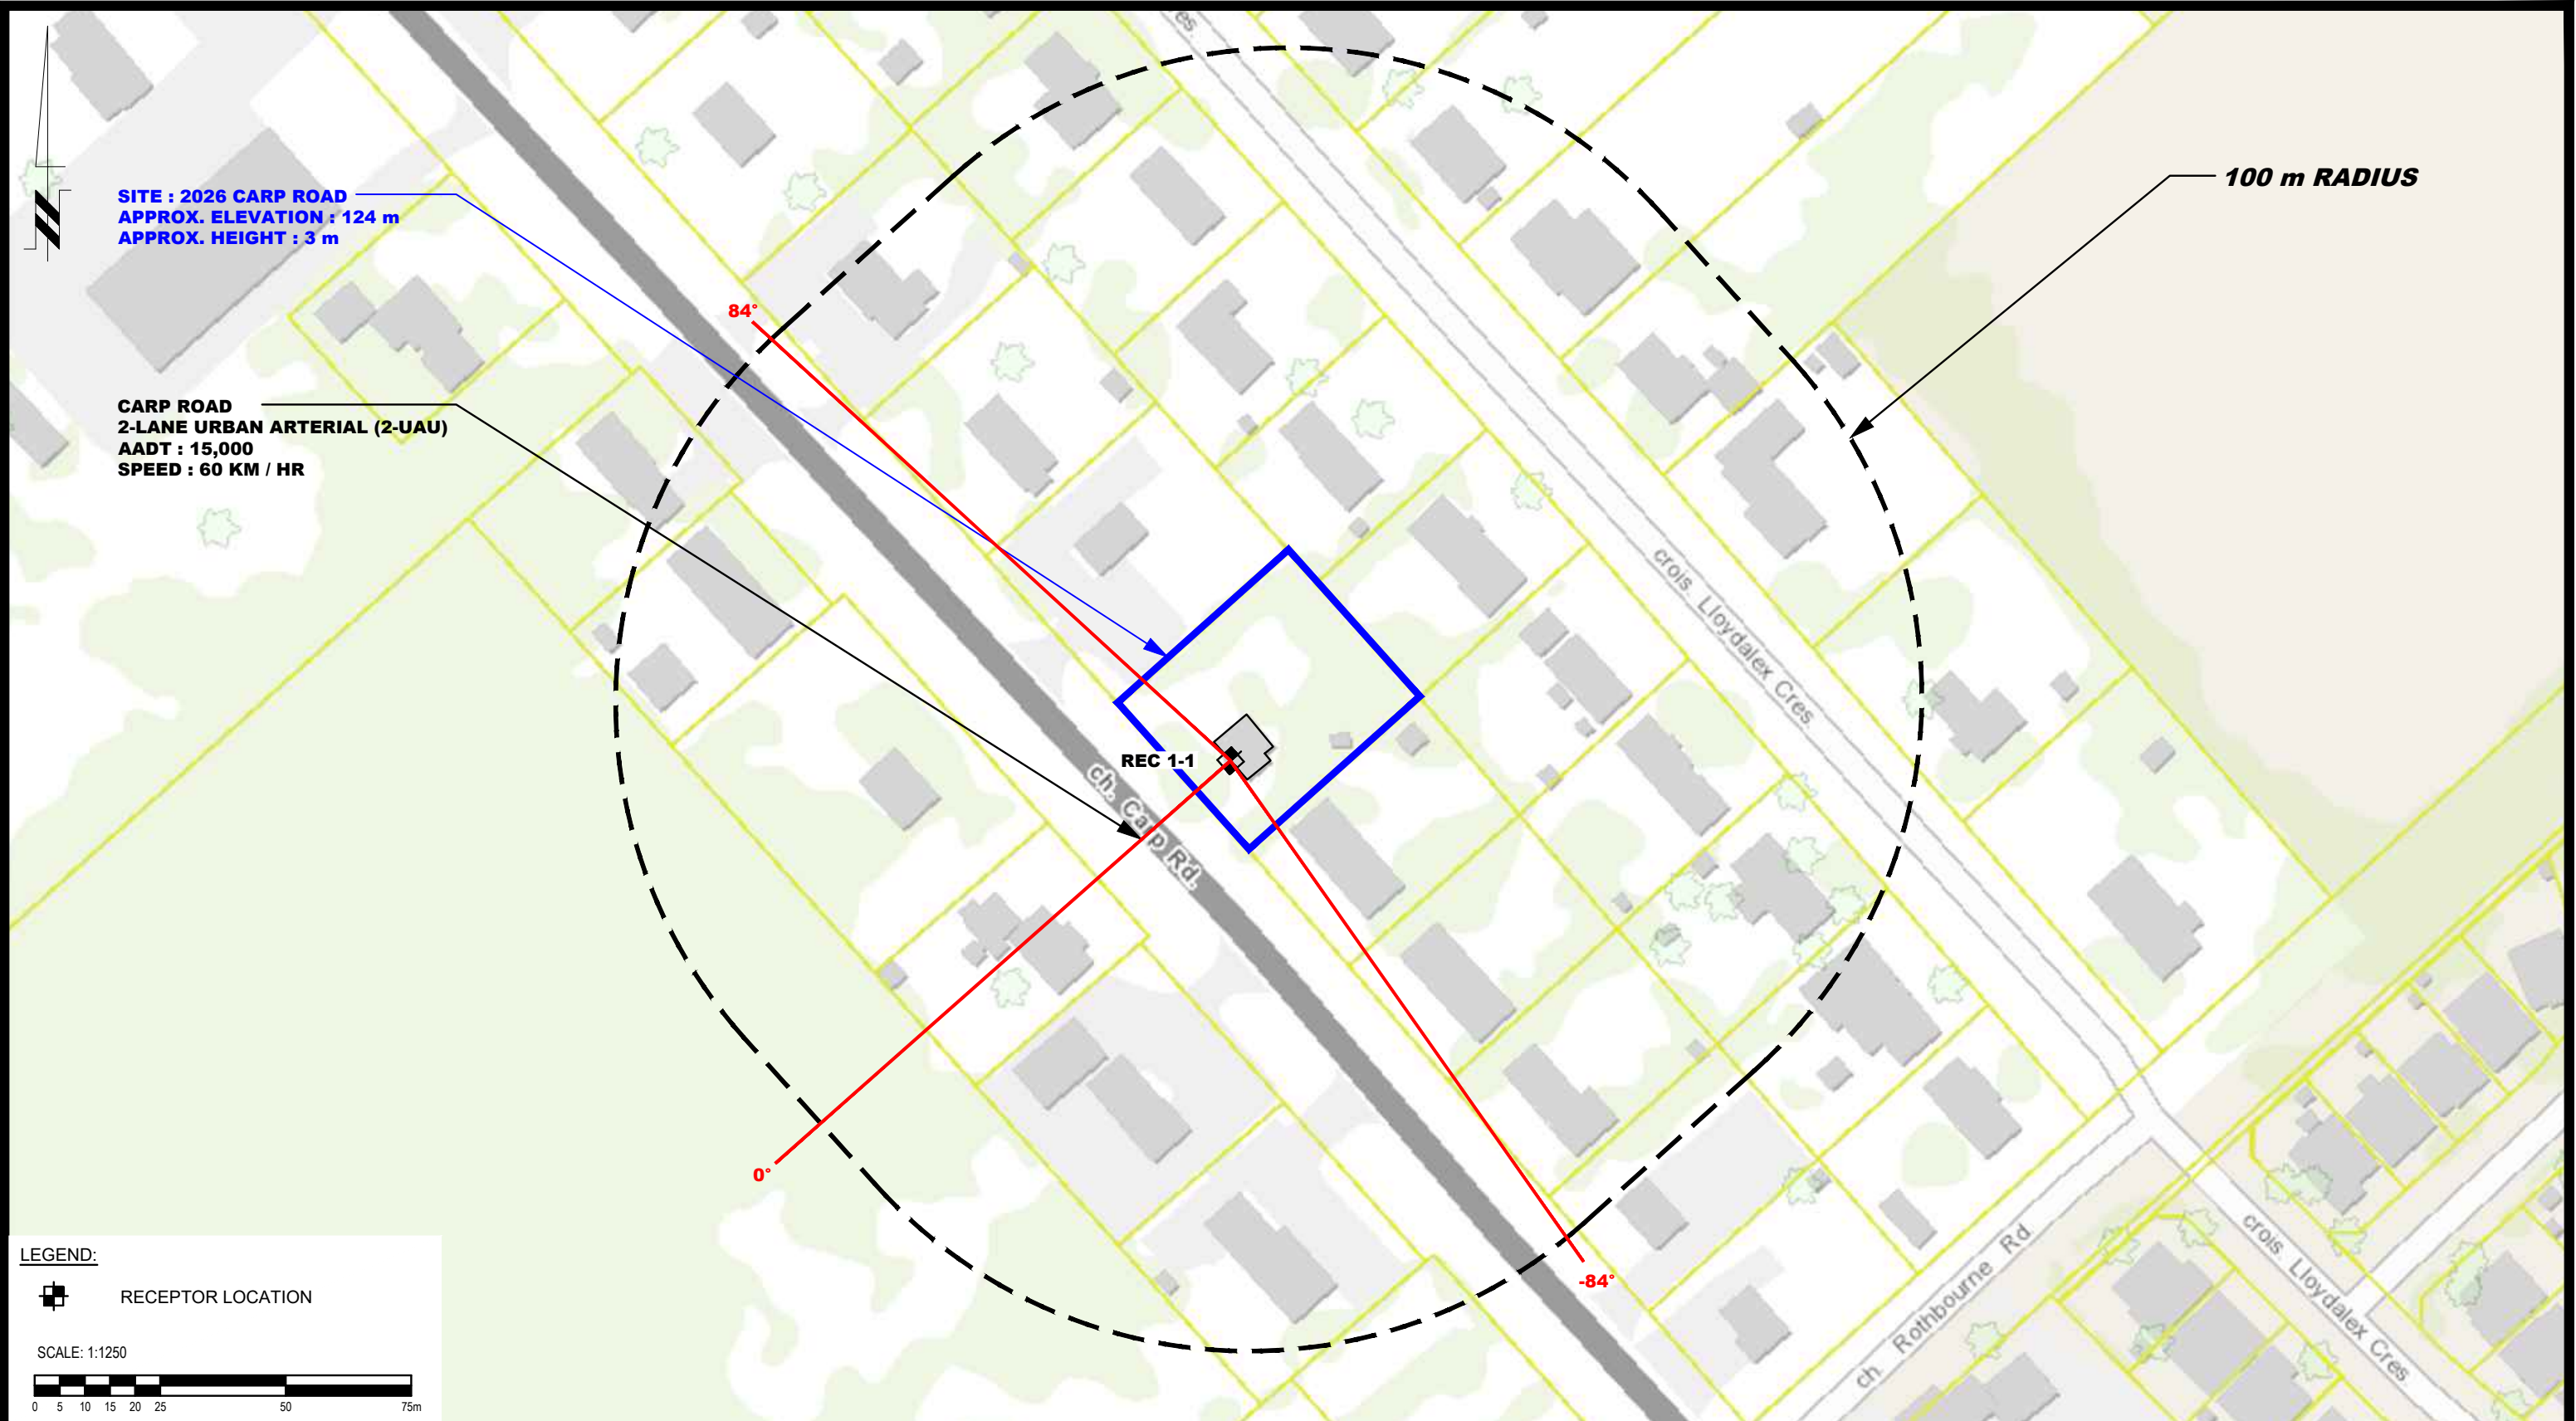 res.
100 m RADIUS
SITE : 2026 CARP ROAD
APPROX. ELEVATION : 124 m
APPROX. HEIGHT : 3 m
84°
CARP ROAD
2-LANE URBAN ARTERIAL (2-UAU)
AADT : 15,000
SPEED : 60 KM / HR
crois. Lloydalex Cres.
REC 1-1
ch. Carp Rd.
0°
-84°
ch. Rothbourne Rd.
crois. Lloydalex Cres
LEGEND:
RECEPTOR LOCATION
SCALE: 1:1250
0 5 10 15 20 25 50 75m